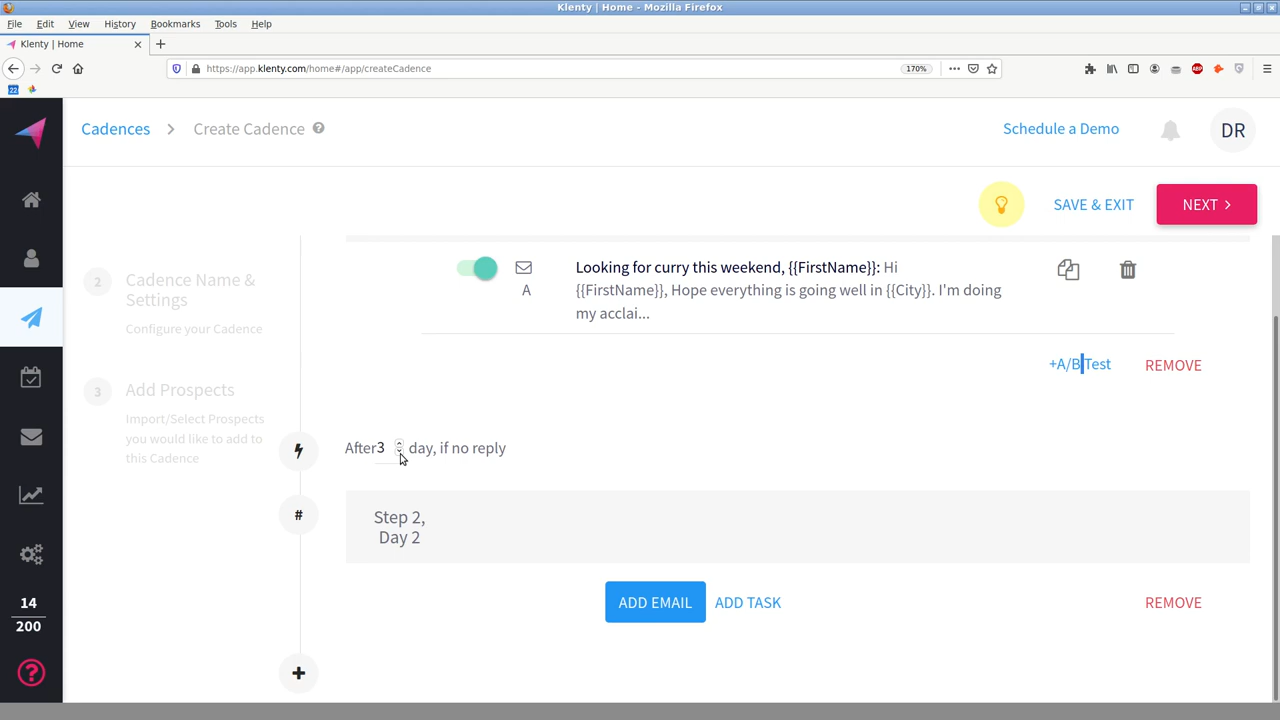 Klenty | Home - Mozilla Firefox
File Edit View History Bookmarks Tools Help
Klenty | Home
https://app.klenty.com/home#/app/createCadence
170%
ABP
22
Cadences
Create Cadence
?
Schedule a Demo
DR
SAVE & EXIT
NEXT
2
Cadence Name &
Settings
Configure your Cadence
3
Add Prospects
Import/Select Prospects
you would like to add to
this Cadence
A
Looking for curry this weekend, {{FirstName}}: Hi
{{FirstName}}, Hope everything is going well in {{City}}. I'm doing
my acclai...
+A/B Test
REMOVE
After 3 day, if no reply
#
Step 2,
Day 2
ADD EMAIL
ADD TASK
REMOVE
14
200
?